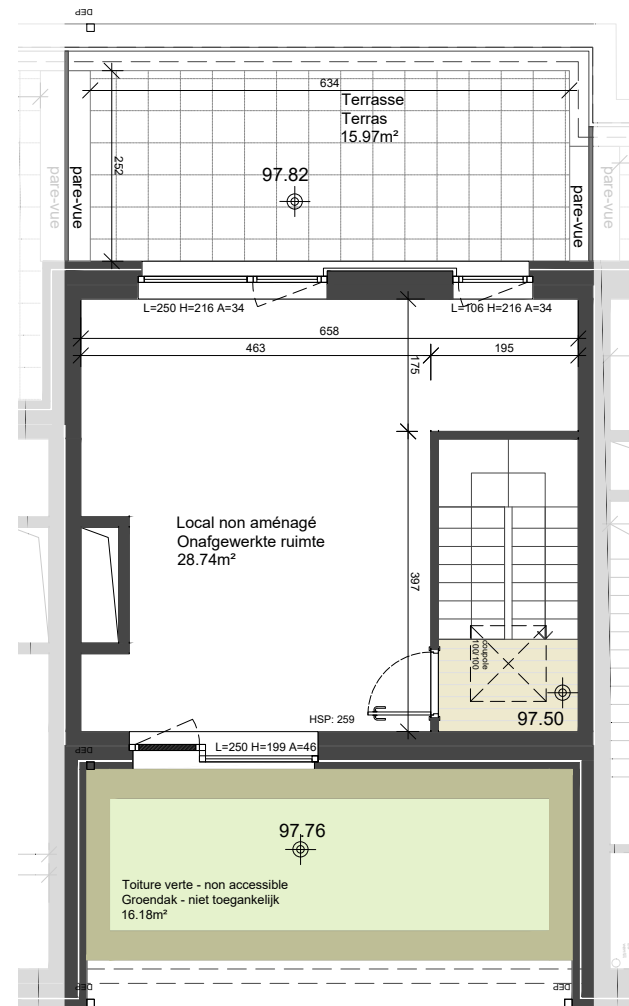 DEP
634
Terrasse
Terras
15.97m²
252
97.82
pare-vue
pare-vue
pare-vue
pare-vue
L=250 H=216 A=34
L=106 H=216 A=34
658
463
195
175
Local non aménagé
Onafgewerkte ruimte
28.74m²
397
coupole
100/100
97.50
HSP: 259
DEP
L=250 H=199 A=46
97.76
Toiture verte - non accessible
Groendak - niet toegankelijk
16.18m²
DEP
DEP